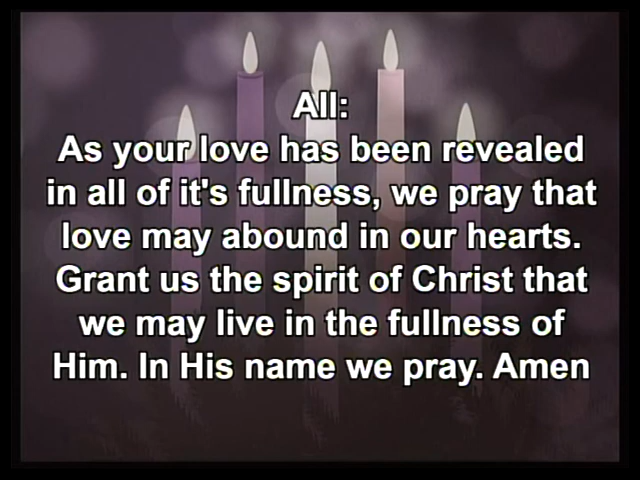 All:
As your love has been revealed
in all of it's fullness, we pray that
love may abound in our hearts.
Grant us the spirit of Christ that
we may live in the fullness of
Him. In His name we pray. Amen